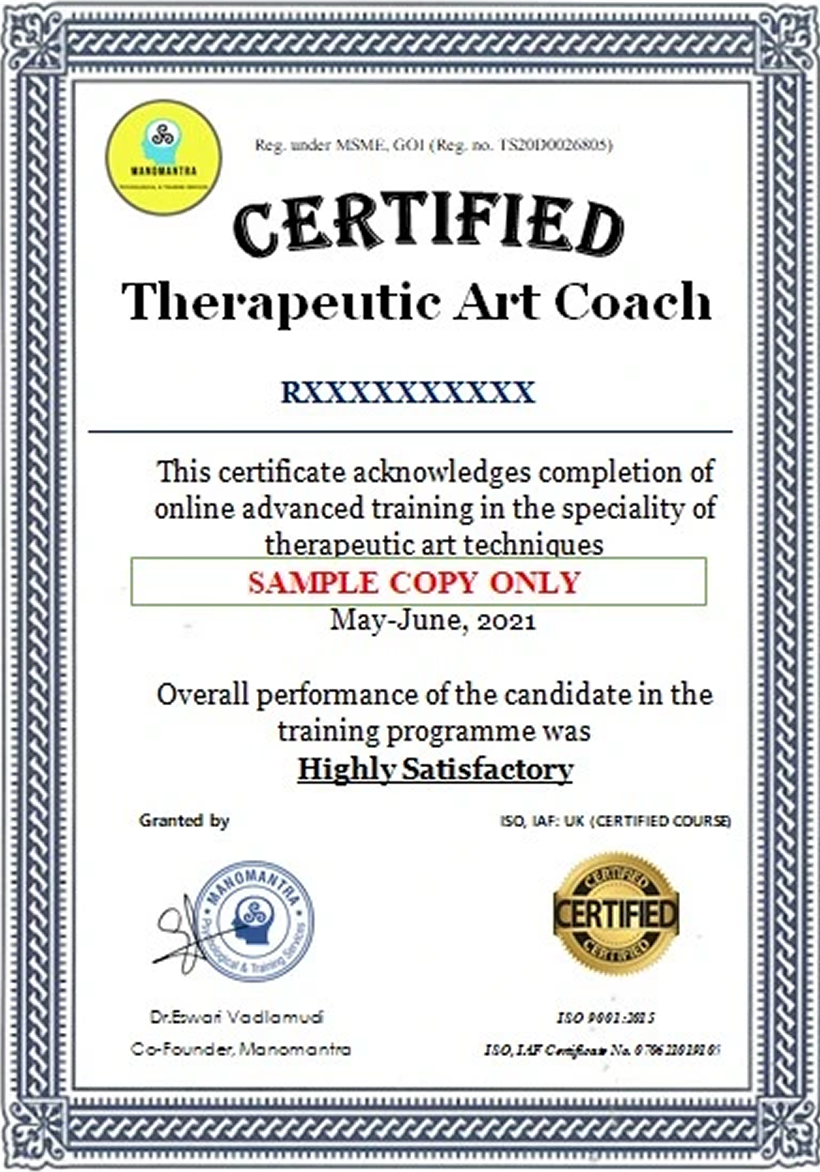 MANOMANTRA
PSYCHOLOGICAL & TRAINING SERVICES
Reg. under MSME, GOI (Reg. no. TS20D0026805)
CERTIFIED
Therapeutic Art Coach
RXXXXXXXXXXX
This certificate acknowledges completion of
online advanced training in the speciality of
therapeutic art techniques
SAMPLE COPY ONLY
May-June, 2021
Overall performance of the candidate in the
training programme was
Highly Satisfactory
Granted by
ISO, IAF: UK (CERTIFIED COURSE)
MANOMANTRA
Psychological & Training Services
CERTIFIED
CERTIFIED
CERTIFIED
Dr.Eswari Vadlamudi
ISO 9001:2015
Co-Founder, Manomantra
ISO, IAF Certificate No.